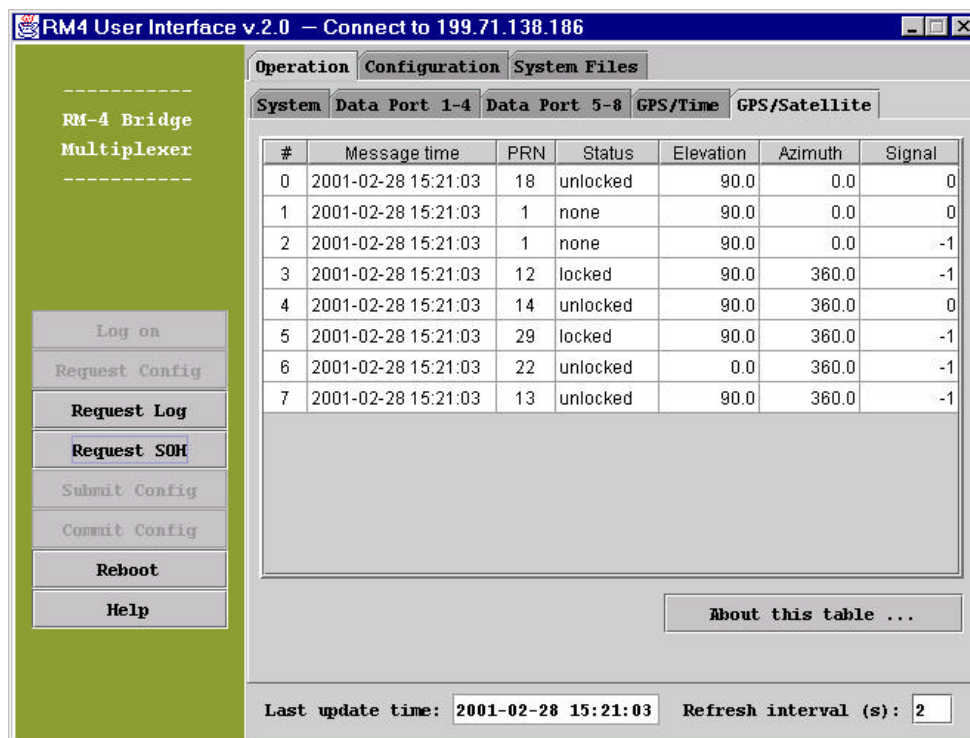 RM4 User Interface v.2.0 — Connect to 199.71.138.186
Operation Configuration System Files
System Data Port 1-4 Data Port 5-8 GPS/Time GPS/Satellite
-----------
RM-4 Bridge
Multiplexer
-----------
Log on
Request Config
Request Log
Request SOH
Submit Config
Commit Config
Reboot
Help
# Message time PRN Status Elevation Azimuth Signal
0 2001-02-28 15:21:03 18 unlocked 90.0 0.0 0
1 2001-02-28 15:21:03 1 none 90.0 0.0 0
2 2001-02-28 15:21:03 1 none 90.0 0.0 -1
3 2001-02-28 15:21:03 12 locked 90.0 360.0 -1
4 2001-02-28 15:21:03 14 unlocked 90.0 360.0 0
5 2001-02-28 15:21:03 29 locked 90.0 360.0 -1
6 2001-02-28 15:21:03 22 unlocked 0.0 360.0 -1
7 2001-02-28 15:21:03 13 unlocked 90.0 360.0 -1
About this table ...
Last update time: 2001-02-28 15:21:03 Refresh interval (s): 2